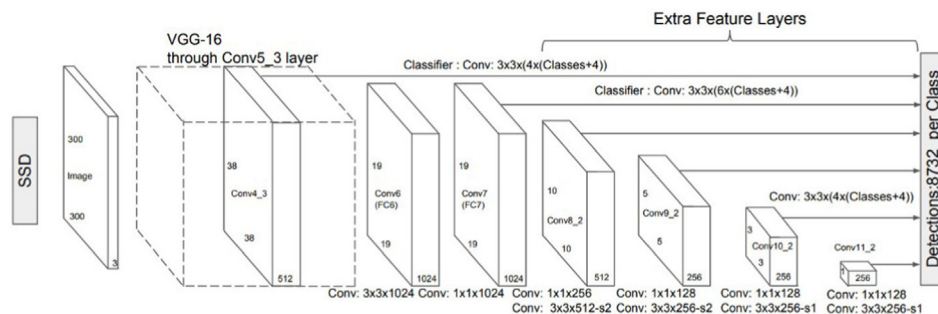 Extra Feature Layers
VGG-16
through Conv5_3 layer
Classifier : Conv: 3x3x(4x(Classes+4))
Classifier : Conv: 3x3x(6x(Classes+4))
SSD
300
Image
300
3
38
Conv4_3
38
512
19
Conv6
(FC6)
19
1024
19
Conv7
(FC7)
19
1024
10
Conv8_2
10
512
5
Conv9_2
5
256
Conv: 3x3x(4x(Classes+4))
3
Conv10_2
3
256
Conv11_2
1
256
Detections:8732 per Class
Conv: 3x3x1024
Conv: 1x1x1024
Conv: 1x1x256
Conv: 3x3x512-s2
Conv: 1x1x128
Conv: 3x3x256-s2
Conv: 1x1x128
Conv: 3x3x256-s1
Conv: 1x1x128
Conv: 3x3x256-s1